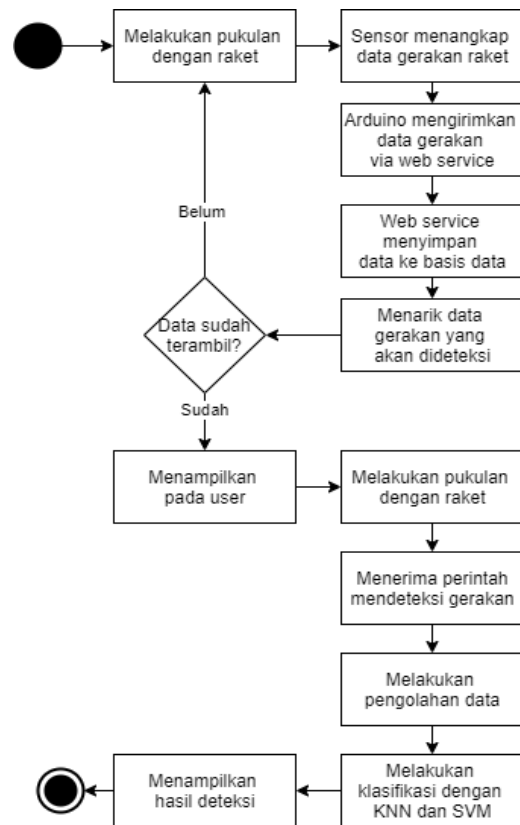 Melakukan pukulan
dengan raket
Sensor menangkap
data gerakan raket
Arduino mengirimkan
data gerakan
via web service
Web service
menyimpan
data ke basis data
Menarik data
gerakan yang
akan dideteksi
Data sudah
terambil?
Belum
Sudah
Menampilkan
pada user
Melakukan pukulan
dengan raket
Menerima perintah
mendeteksi gerakan
Melakukan
pengolahan data
Melakukan
klasifikasi dengan
KNN dan SVM
Menampilkan
hasil deteksi